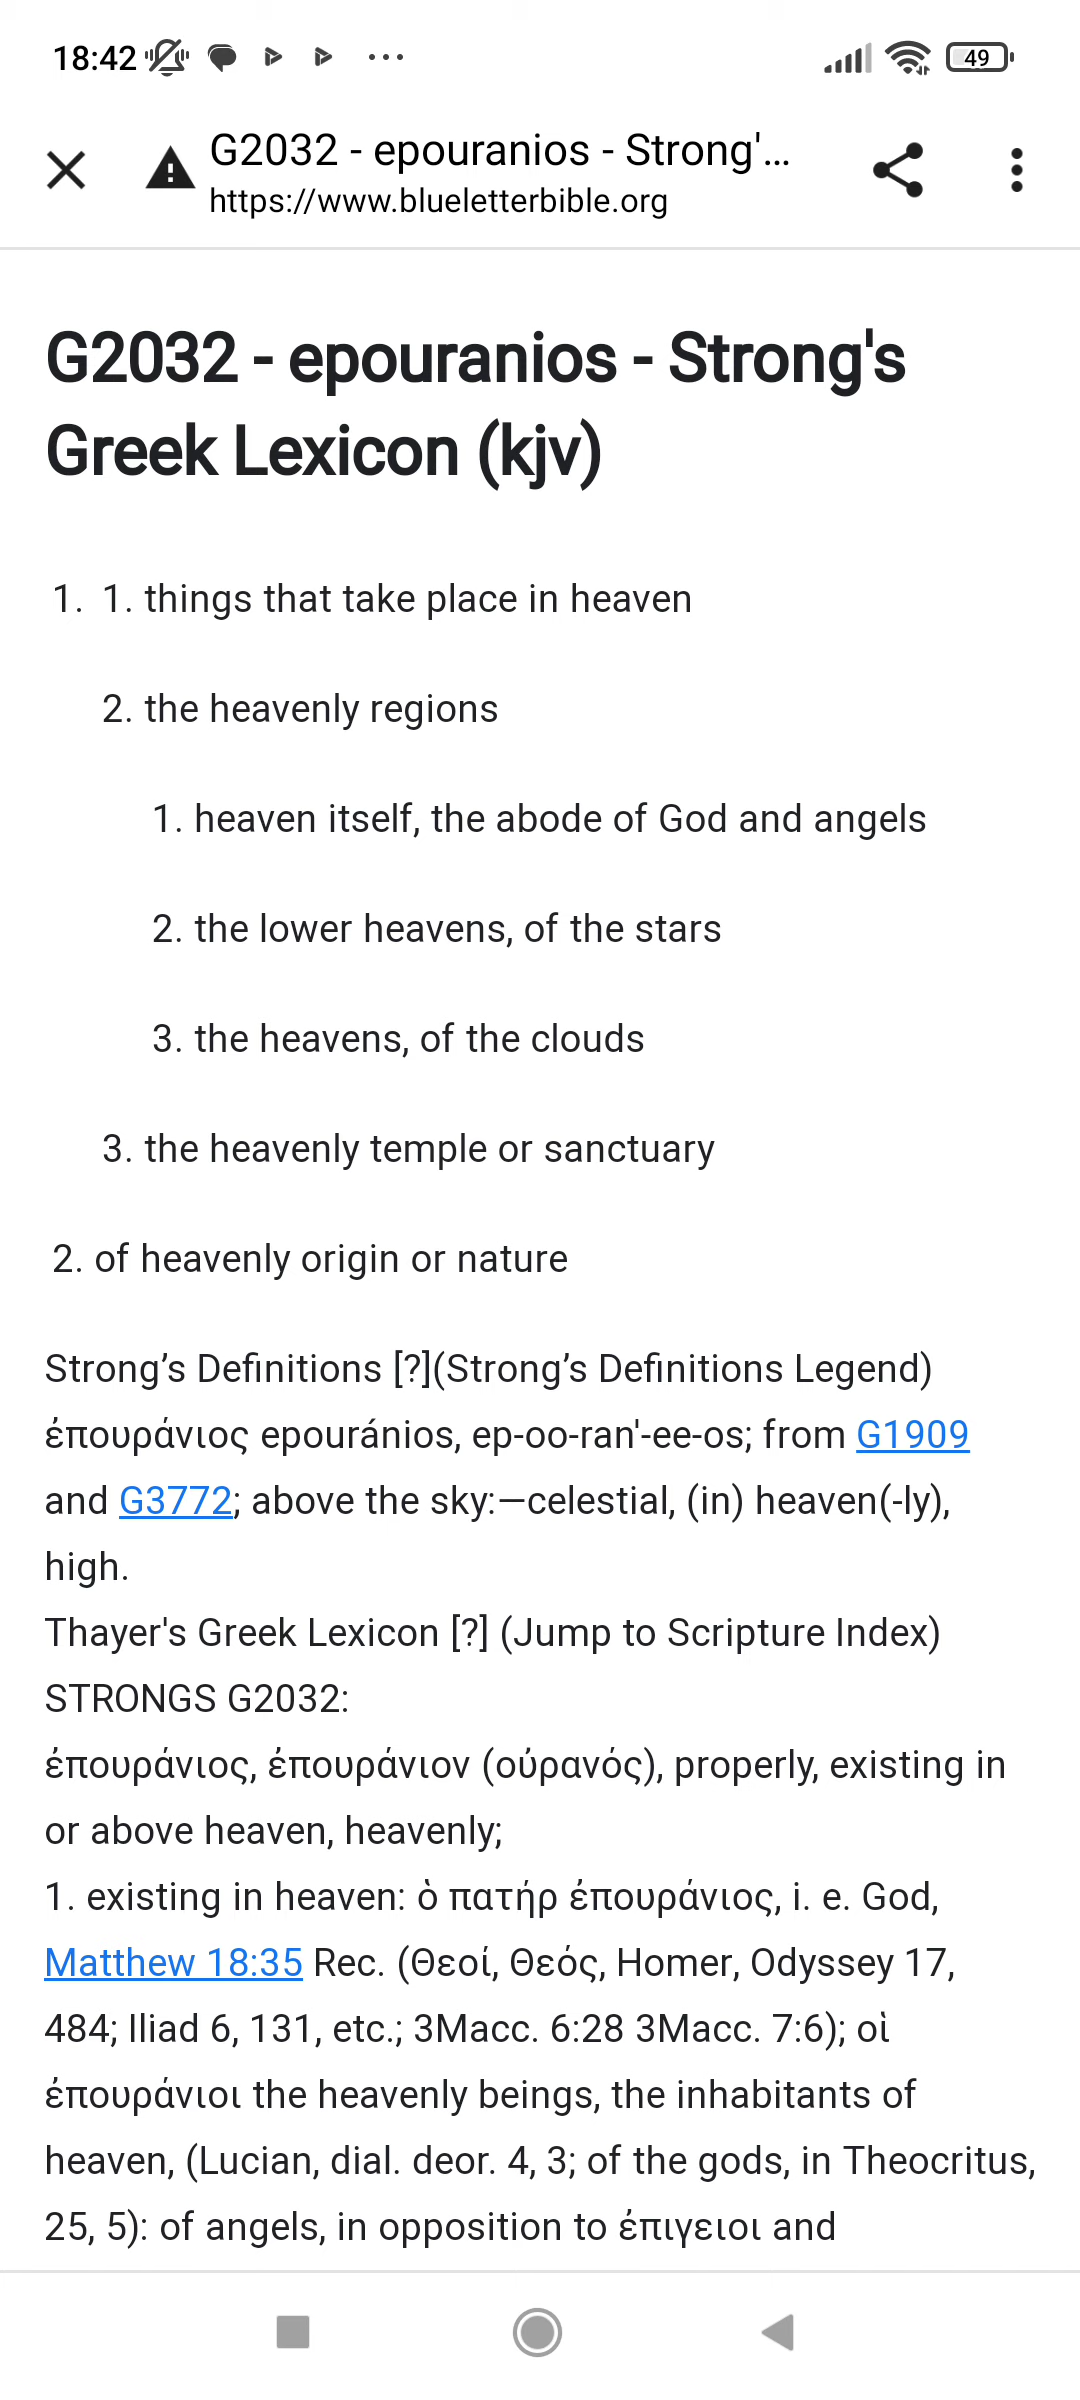 18:42
49
G2032 - epouranios - Strong'...
https://www.blueletterbible.org
G2032 - epouranios - Strong's
Greek Lexicon (kjv)
1. 1. things that take place in heaven
2. the heavenly regions
1. heaven itself, the abode of God and angels
2. the lower heavens, of the stars
3. the heavens, of the clouds
3. the heavenly temple or sanctuary
2. of heavenly origin or nature
Strong’s Definitions [?](Strong’s Definitions Legend)
ἐπουράνιος epouránios, ep-oo-ran'-ee-os; from G1909
and G3772; above the sky:—celestial, (in) heaven(-ly),
high.
Thayer's Greek Lexicon [?] (Jump to Scripture Index)
STRONGS G2032:
ἐπουράνιος, ἐπουράνιον (οὐρανός), properly, existing in
or above heaven, heavenly;
1. existing in heaven: ὁ πατήρ ἐπουράνιος, i. e. God,
Matthew 18:35 Rec. (Θεοί, Θεός, Homer, Odyssey 17,
484; Iliad 6, 131, etc.; 3Macc. 6:28 3Macc. 7:6); οἱ
ἐπουράνιοι the heavenly beings, the inhabitants of
heaven, (Lucian, dial. deor. 4, 3; of the gods, in Theocritus,
25, 5): of angels, in opposition to ἐπιγειοι and